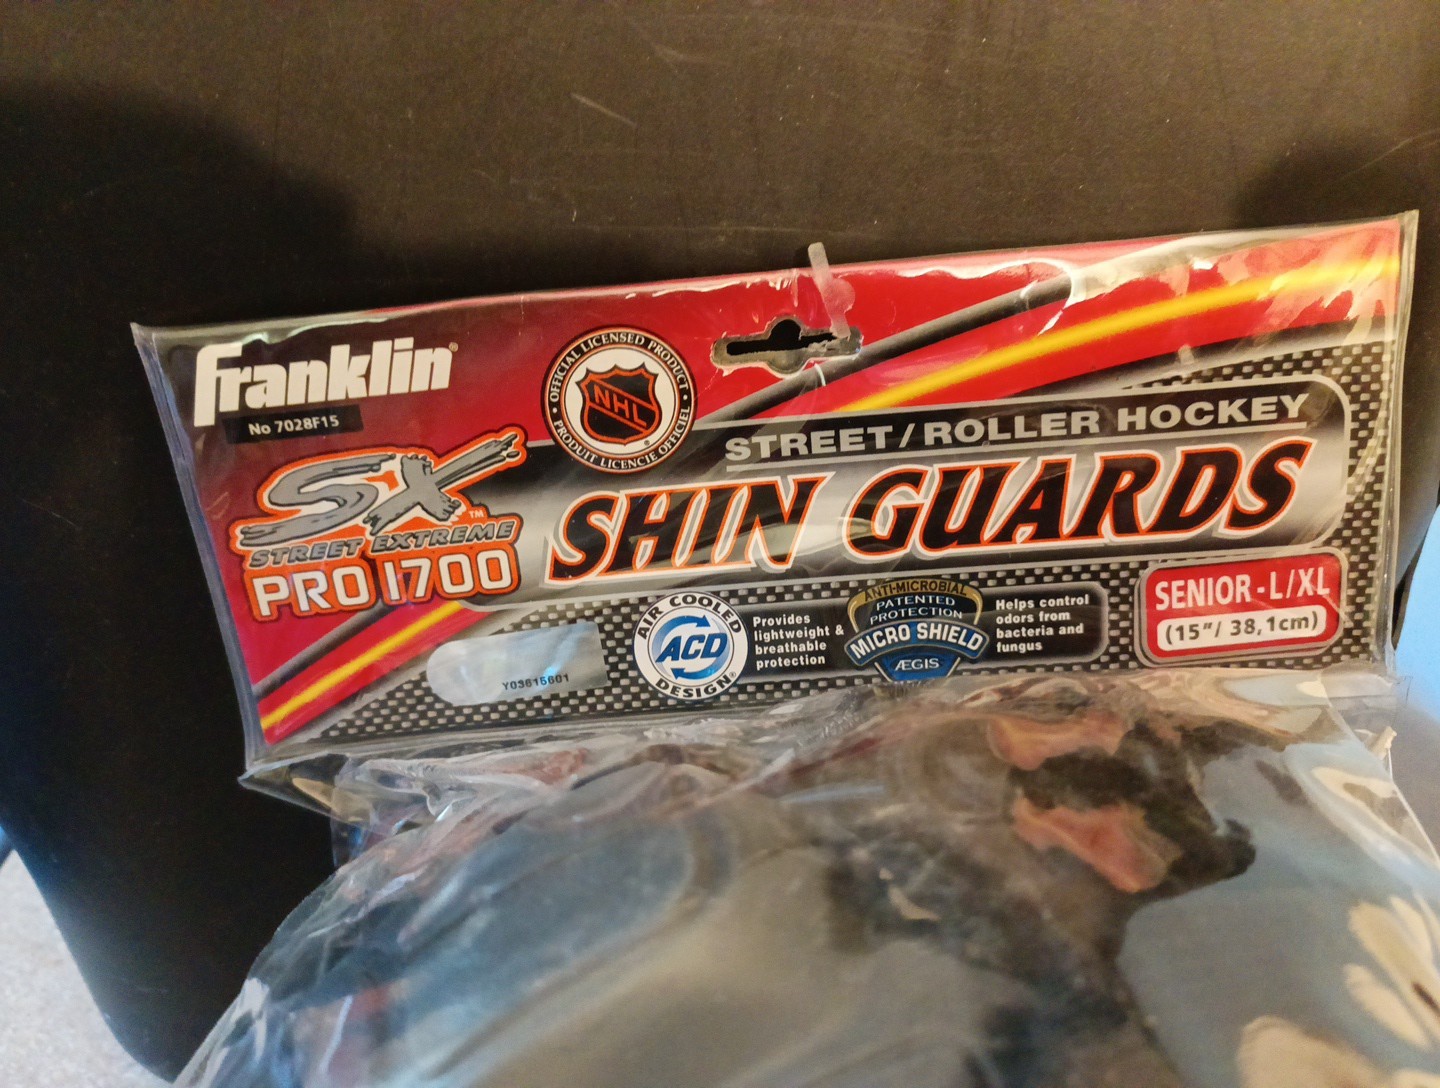 Franklin®
No 7028F15
OFFICIAL LICENSED PRODUCT
NHL
®
PRODUIT LICENCIE OFFICIEL
SX™
STREET EXTREME
PRO 1700
STREET/ROLLER HOCKEY
SHIN GUARDS
Y03615601
AIR COOLED
ACD
DESIGN®
Provides
lightweight &
breathable
protection
ANTI-MICROBIAL
PATENTED
PROTECTION
MICRO SHIELD
ÆGIS
Helps control
odors from
bacteria and
fungus
SENIOR - L/XL
(15"/ 38,1cm)